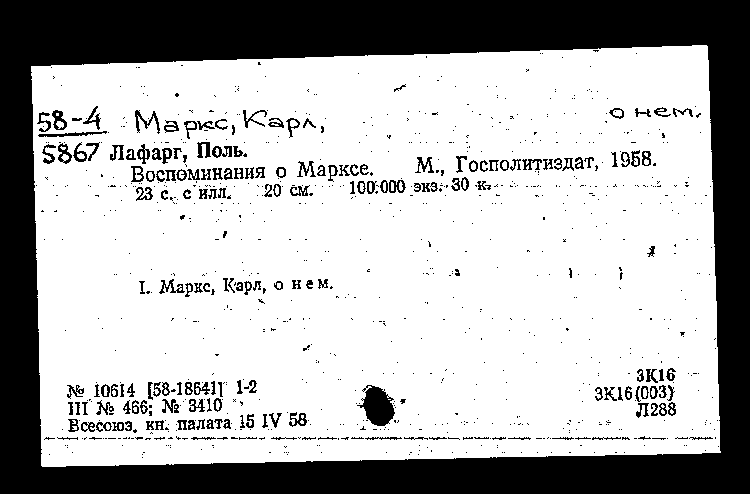 58-4 Маркс, Карл, о нем.
5867 Лафарг, Поль.
Воспоминания о Марксе. М., Госполитиздат, 1958.
23 с. с илл. 20 см. 100.000 экз. 30 к.
I. Маркс, Карл, о нем.
№ 10614 [58-18641] 1-2
III № 466; № 3410
Всесоюз. кн. палата 15 IV 58
3К16
3К16(003)
Л288